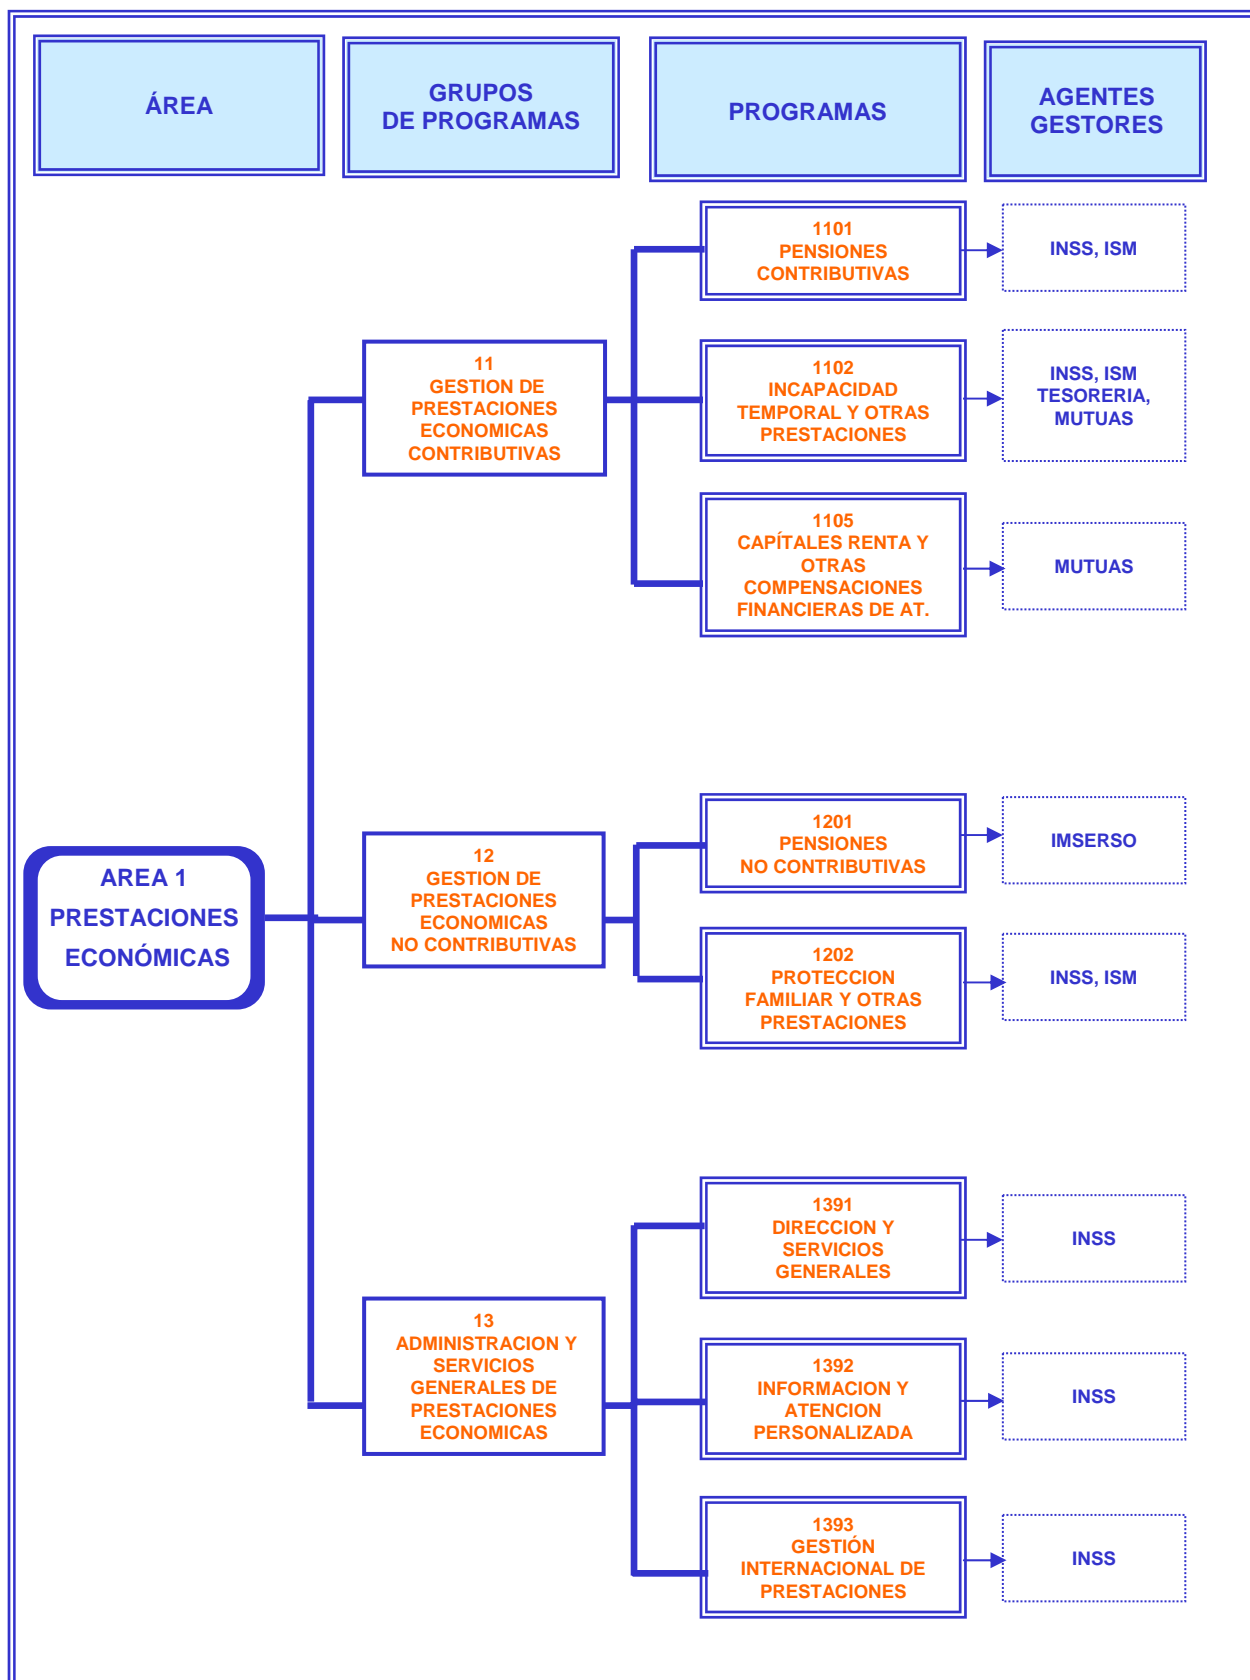 ÁREA
GRUPOS
DE PROGRAMAS
PROGRAMAS
AGENTES
GESTORES
AREA 1
PRESTACIONES
ECONÓMICAS
11
GESTION DE
PRESTACIONES
ECONOMICAS
CONTRIBUTIVAS
1101
PENSIONES
CONTRIBUTIVAS
INSS, ISM
1102
INCAPACIDAD
TEMPORAL Y OTRAS
PRESTACIONES
INSS, ISM
TESORERIA,
MUTUAS
1105
CAPÍTALES RENTA Y
OTRAS
COMPENSACIONES
FINANCIERAS DE AT.
MUTUAS
12
GESTION DE
PRESTACIONES
ECONOMICAS
NO CONTRIBUTIVAS
1201
PENSIONES
NO CONTRIBUTIVAS
IMSERSO
1202
PROTECCION
FAMILIAR Y OTRAS
PRESTACIONES
INSS, ISM
13
ADMINISTRACION Y
SERVICIOS
GENERALES DE
PRESTACIONES
ECONOMICAS
1391
DIRECCION Y
SERVICIOS
GENERALES
INSS
1392
INFORMACION Y
ATENCION
PERSONALIZADA
INSS
1393
GESTIÓN
INTERNACIONAL DE
PRESTACIONES
INSS